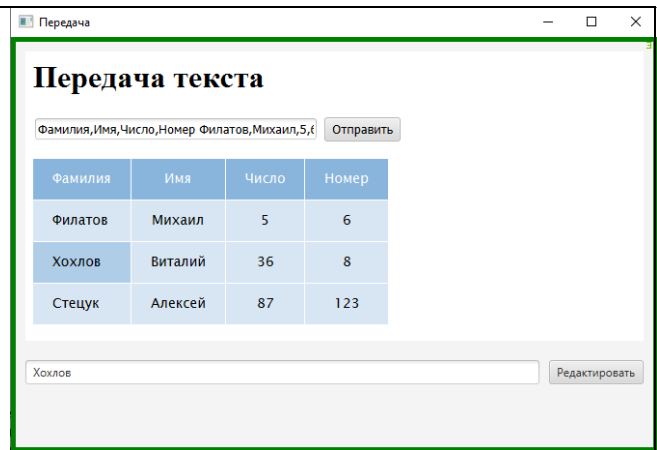 Передача
Передача текста
Фамилия,Имя,Число,Номер Филатов,Михаил,5,6 Отправить
Фамилия Имя Число Номер
Филатов Михаил 5 6
Хохлов Виталий 36 8
Стецук Алексей 87 123
Хохлов Редактировать